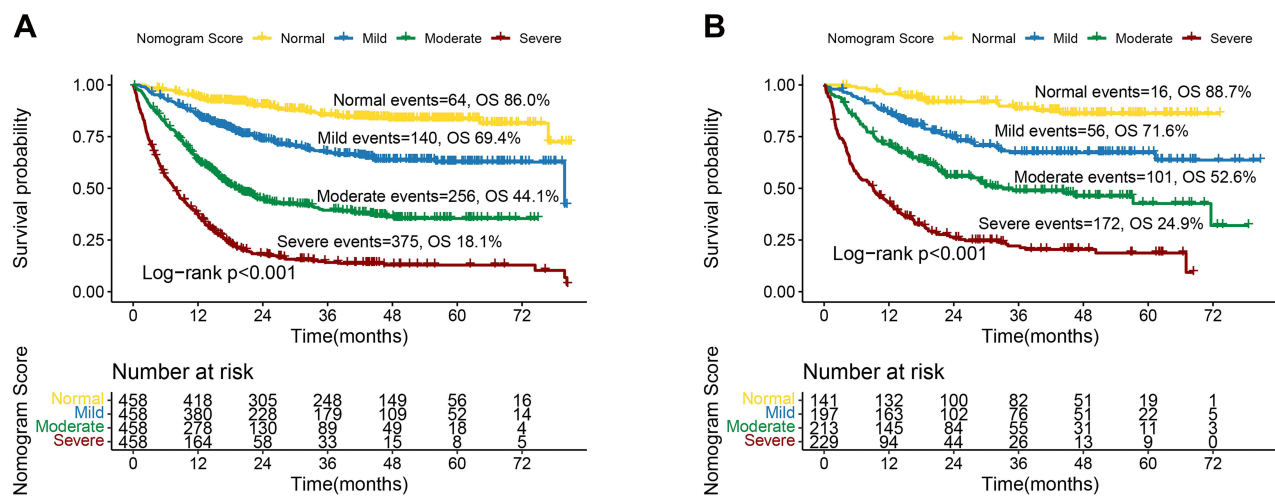 A
Nomogram Score Normal Mild Moderate Severe
Survival probability
1.00
0.75
0.50
0.25
0.00
Normal events=64, OS 86.0%
Mild events=140, OS 69.4%
Moderate events=256, OS 44.1%
Severe events=375, OS 18.1%
Log−rank p<0.001
0 12 24 36 48 60 72
Time(months)
Nomogram Score
Number at risk
Normal 458 418 305 248 149 56 16
Mild 458 380 228 179 109 52 14
Moderate 458 278 130 89 49 18 4
Severe 458 164 58 33 15 8 5
0 12 24 36 48 60 72
Time(months)
B
Nomogram Score Normal Mild Moderate Severe
Survival probability
1.00
0.75
0.50
0.25
0.00
Normal events=16, OS 88.7%
Mild events=56, OS 71.6%
Moderate events=101, OS 52.6%
Severe events=172, OS 24.9%
Log−rank p<0.001
0 12 24 36 48 60 72
Time(months)
Nomogram Score
Number at risk
Normal 141 132 100 82 51 19 1
Mild 197 163 102 76 51 22 5
Moderate 213 145 84 55 31 11 3
Severe 229 94 44 26 13 9 0
0 12 24 36 48 60 72
Time(months)